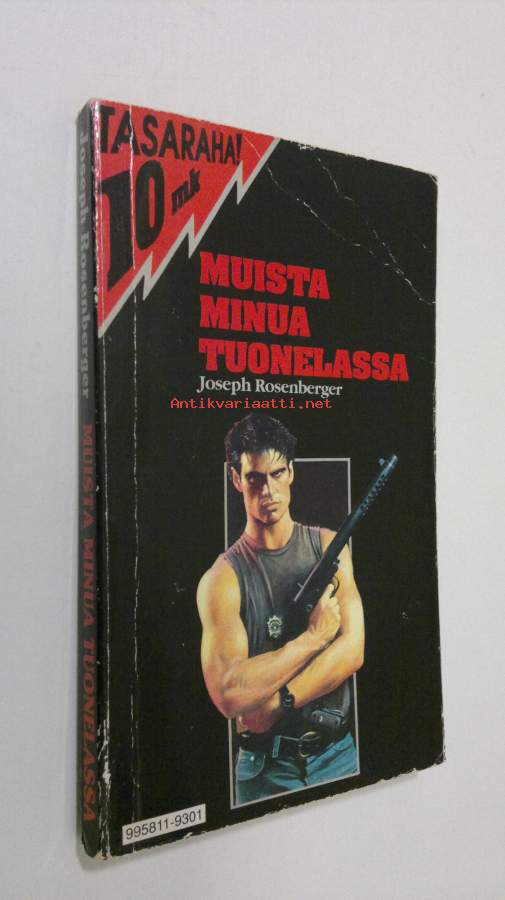 TASARAHA!
10 mk
MUISTA
MINUA
TUONELASSA
Joseph Rosenberger
Antikvariaatti.net
Joseph Rosenberger MUISTA MINUA TUONELASSA
995811-9301